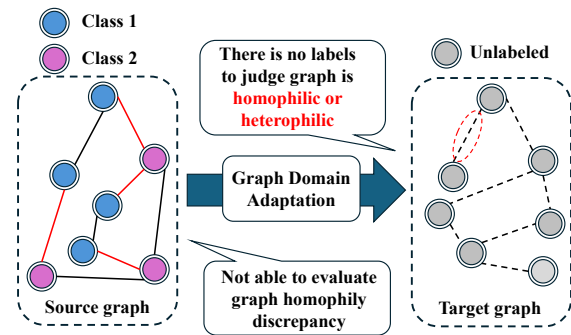 Class 1
Class 2
There is no labels
to judge graph is
homophilic or
heterophilic
Unlabeled
Graph Domain
Adaptation
Not able to evaluate
graph homophily
discrepancy
Source graph
Target graph